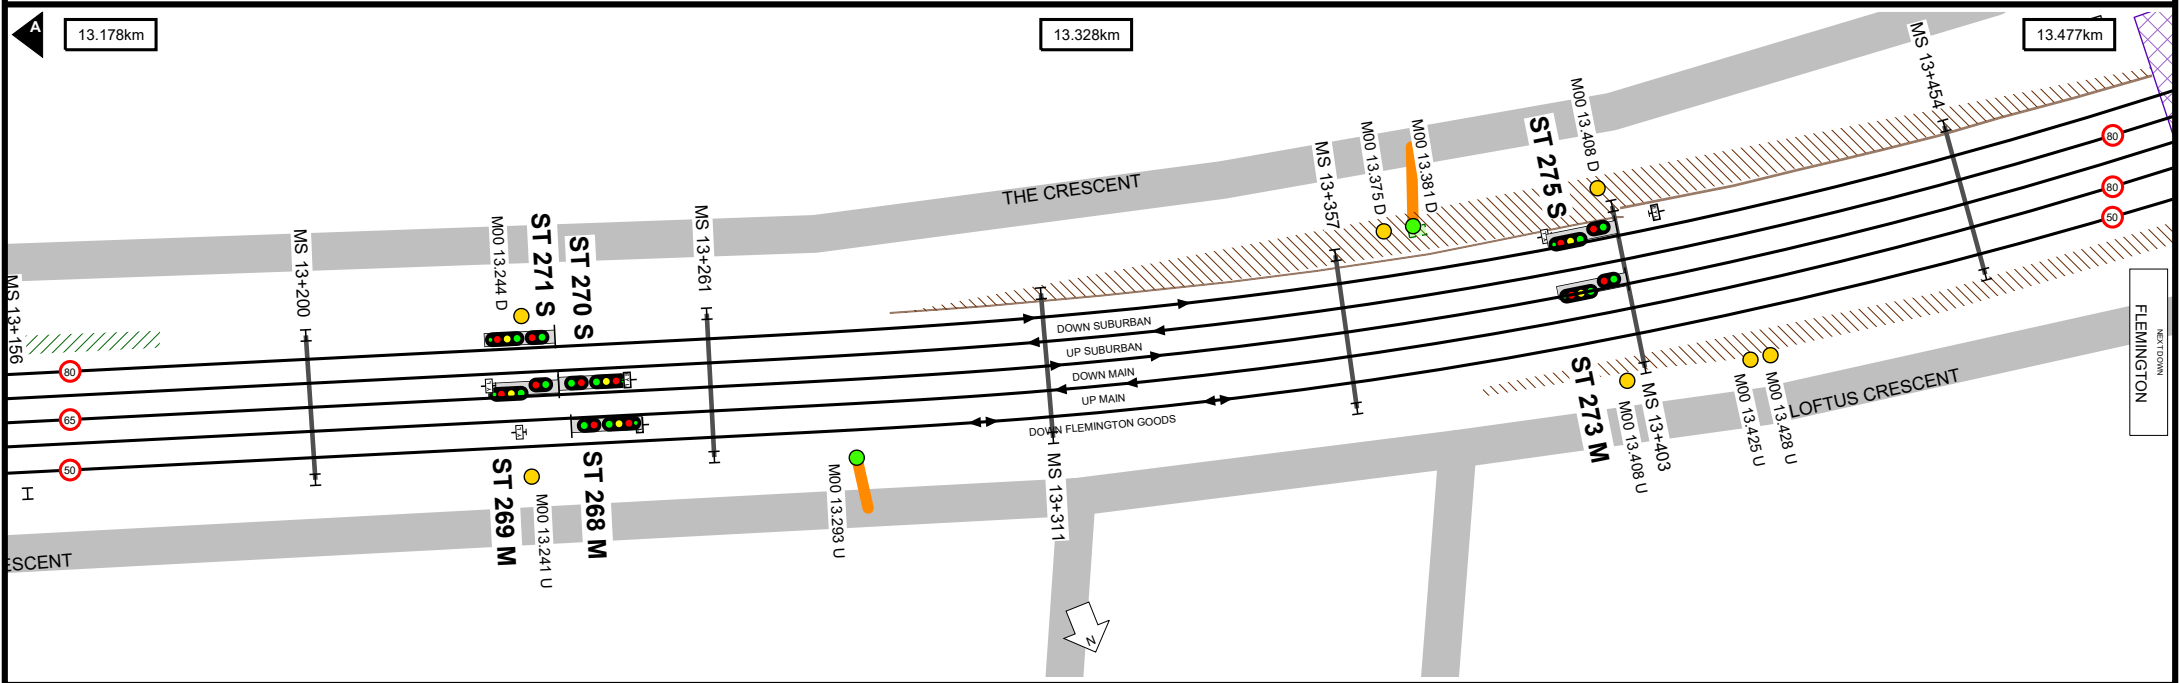 A
13.178km
13.328km
13.477km
MS 13+156
MS 13+200
M00 13.244 D
ST 271 S
ST 270 S
MS 13+261
THE CRESCENT
MS 13+357
M00 13.375 D
M00 13.381 D
ST 275 S
M00 13.408 D
MS 13+454
80
65
50
80
80
50
DOWN SUBURBAN
UP SUBURBAN
DOWN MAIN
UP MAIN
DOWN FLEMINGTON GOODS
ST 269 M
M00 13.241 U
ST 268 M
M00 13.293 U
MS 13+311
ST 273 M
M00 13.408 U
MS 13+403
M00 13.425 U
M00 13.428 U
LOFTUS CRESCENT
NEXT DOWN
FLEMINGTON
ESCENT
N